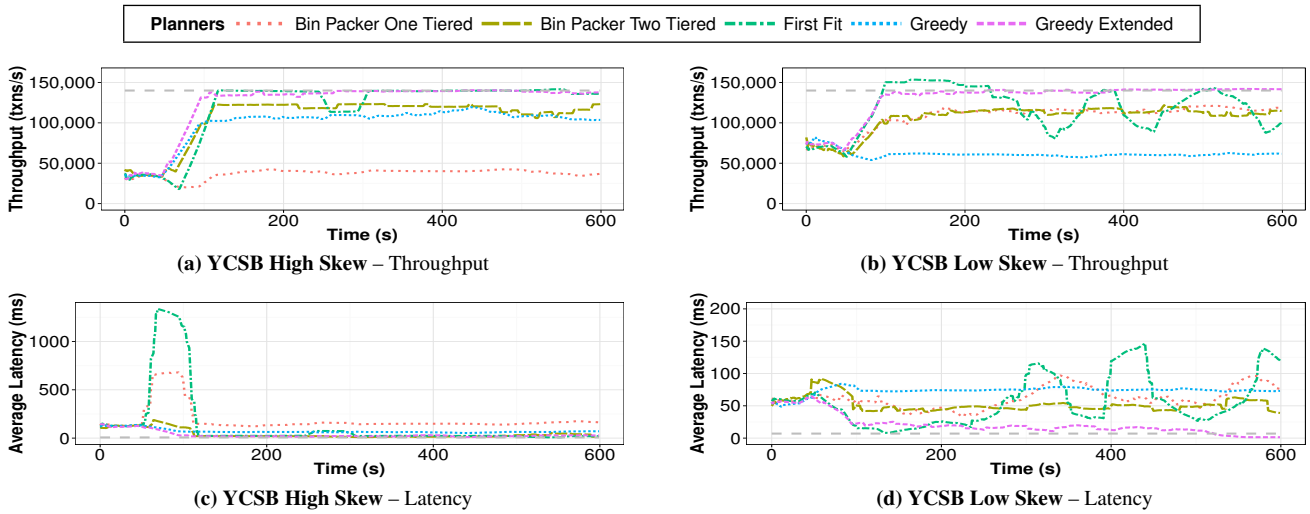 Planners Bin Packer One Tiered Bin Packer Two Tiered First Fit Greedy Greedy Extended
Throughput (txns/s)
150,000
100,000
50,000
0
0 200 400 600
Time (s)
(a) YCSB High Skew – Throughput
Throughput (txns/s)
150,000
100,000
50,000
0
0 200 400 600
Time (s)
(b) YCSB Low Skew – Throughput
Average Latency (ms)
1000
500
0
0 200 400 600
Time (s)
(c) YCSB High Skew – Latency
Average Latency (ms)
200
150
100
50
0
0 200 400 600
Time (s)
(d) YCSB Low Skew – Latency